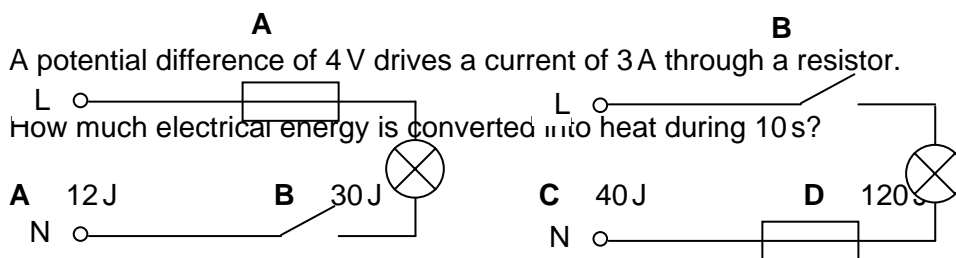 A B
A potential difference of 4 V drives a current of 3 A through a resistor.
L L
How much electrical energy is converted into heat during 10 s?
A 12 J B 30 J C 40 J D 120 J
N N